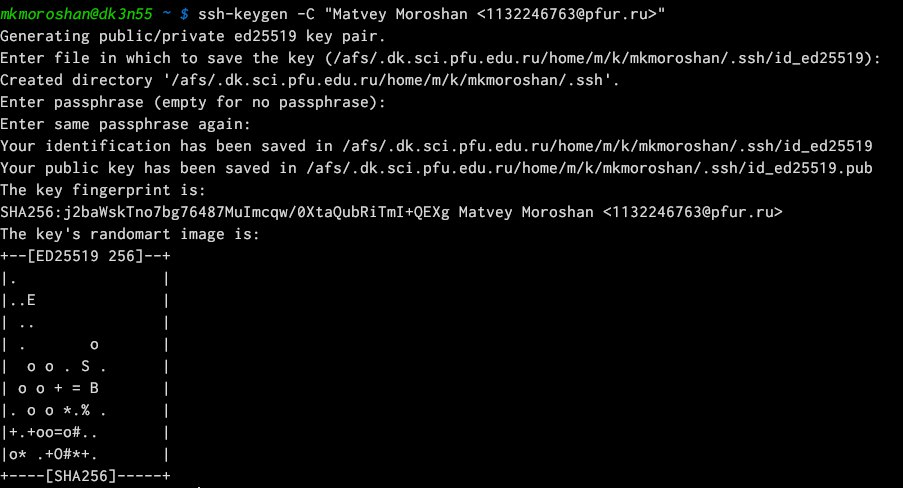 mkmoroshan@dk3n55 ~ $ ssh-keygen -C "Matvey Moroshan <1132246763@pfur.ru>"
Generating public/private ed25519 key pair.
Enter file in which to save the key (/afs/.dk.sci.pfu.edu.ru/home/m/k/mkmoroshan/.ssh/id_ed25519):
Created directory '/afs/.dk.sci.pfu.edu.ru/home/m/k/mkmoroshan/.ssh'.
Enter passphrase (empty for no passphrase):
Enter same passphrase again:
Your identification has been saved in /afs/.dk.sci.pfu.edu.ru/home/m/k/mkmoroshan/.ssh/id_ed25519
Your public key has been saved in /afs/.dk.sci.pfu.edu.ru/home/m/k/mkmoroshan/.ssh/id_ed25519.pub
The key fingerprint is:
SHA256:j2baWskTno7bg76487MuImcqw/0XtaQubRiTmI+QEXg Matvey Moroshan <1132246763@pfur.ru>
The key's randomart image is:
+--[ED25519 256]--+
|.                |
|..E              |
| ..              |
| .       o       |
|  o o . S .      |
| o o + = B       |
|. o o *.% .      |
|+.+oo=o#..       |
|o* .+O#*+.       |
+----[SHA256]-----+